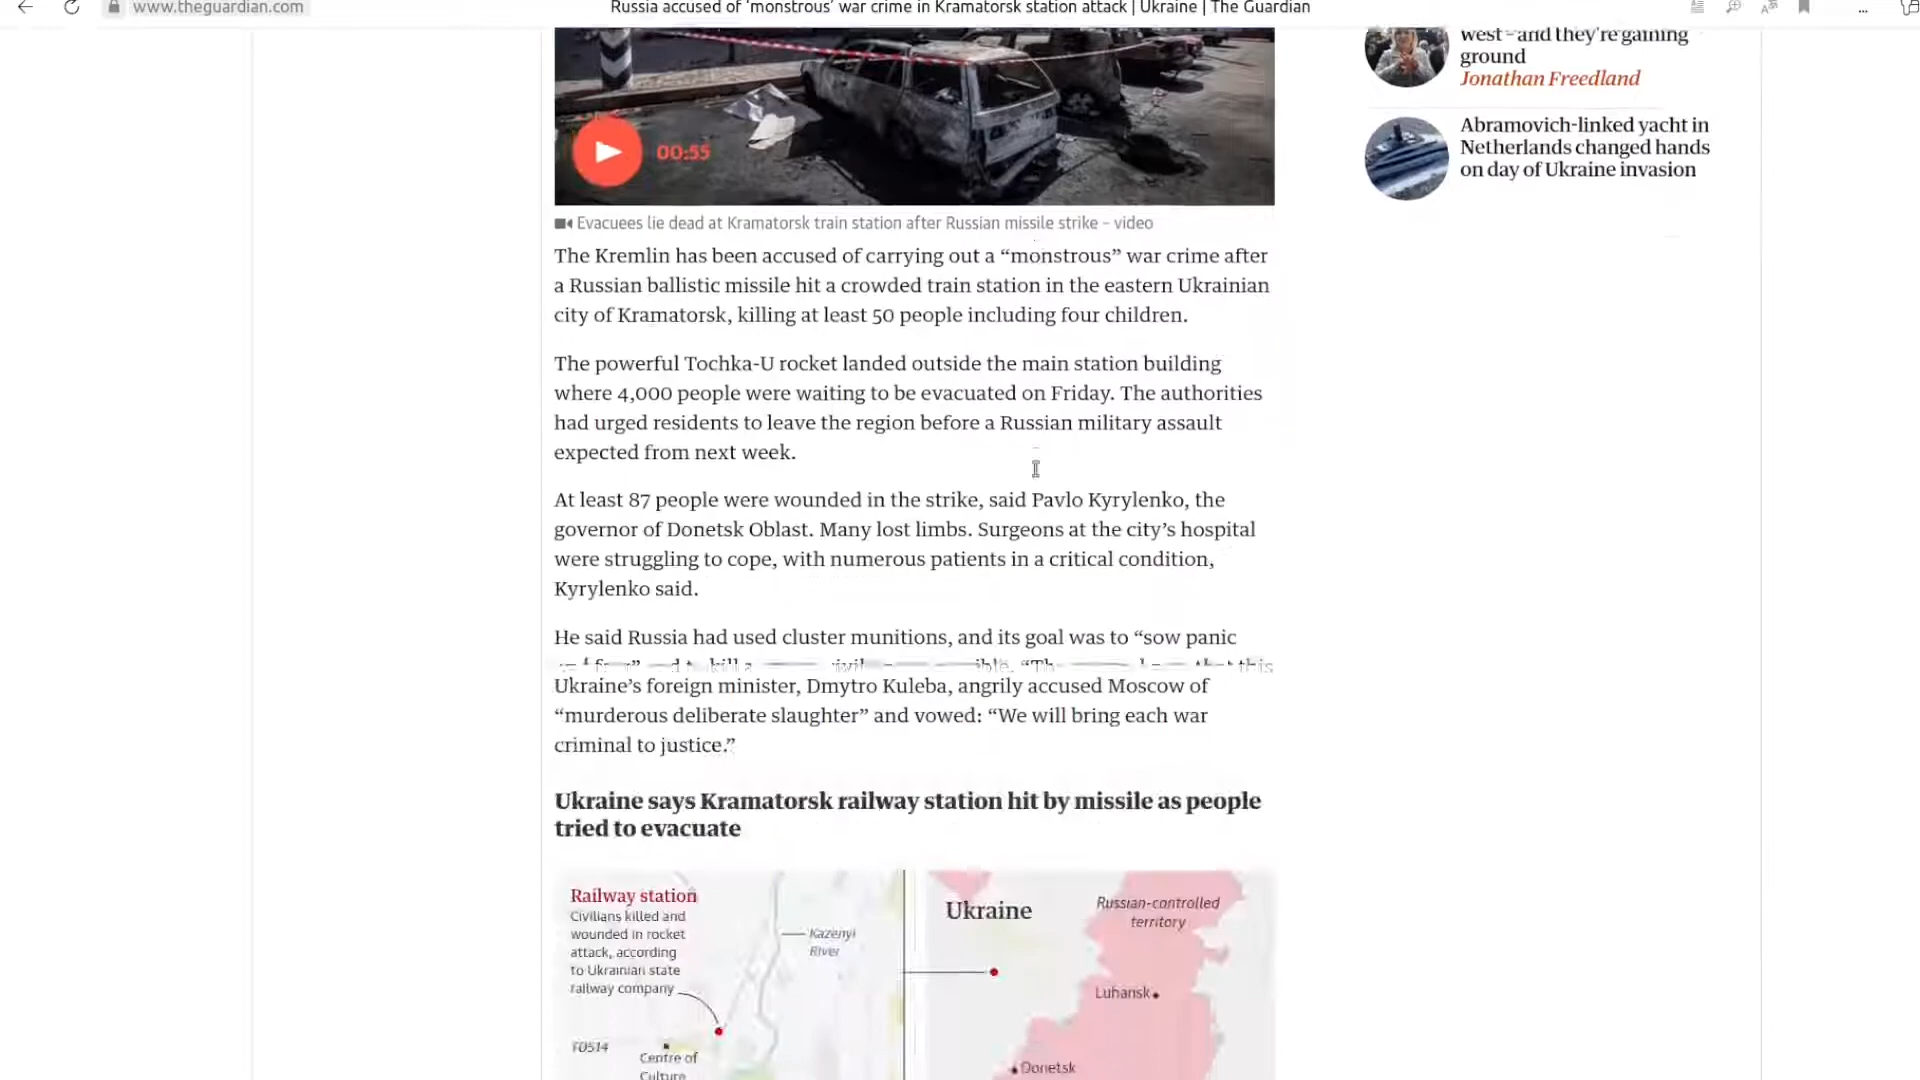 www.theguardian.com
Russia accused of ‘monstrous’ war crime in Kramatorsk station attack | Ukraine | The Guardian
...
00:55
Evacuees lie dead at Kramatorsk train station after Russian missile strike – video
The Kremlin has been accused of carrying out a “monstrous” war crime after
a Russian ballistic missile hit a crowded train station in the eastern Ukrainian
city of Kramatorsk, killing at least 50 people including four children.
The powerful Tochka-U rocket landed outside the main station building
where 4,000 people were waiting to be evacuated on Friday. The authorities
had urged residents to leave the region before a Russian military assault
expected from next week.
At least 87 people were wounded in the strike, said Pavlo Kyrylenko, the
governor of Donetsk Oblast. Many lost limbs. Surgeons at the city’s hospital
were struggling to cope, with numerous patients in a critical condition,
Kyrylenko said.
He said Russia had used cluster munitions, and its goal was to “sow panic
this
Ukraine’s foreign minister, Dmytro Kuleba, angrily accused Moscow of
“murderous deliberate slaughter” and vowed: “We will bring each war
criminal to justice.”
Ukraine says Kramatorsk railway station hit by missile as people
tried to evacuate
Railway station
Civilians killed and
wounded in rocket
attack, according
to Ukrainian state
railway company
Kazenyi
River
T0514
Centre of
Culture
Ukraine
Russian-controlled
territory
Luhansk
Donetsk
west – and they’re gaining
ground
Jonathan Freedland
Abramovich-linked yacht in
Netherlands changed hands
on day of Ukraine invasion